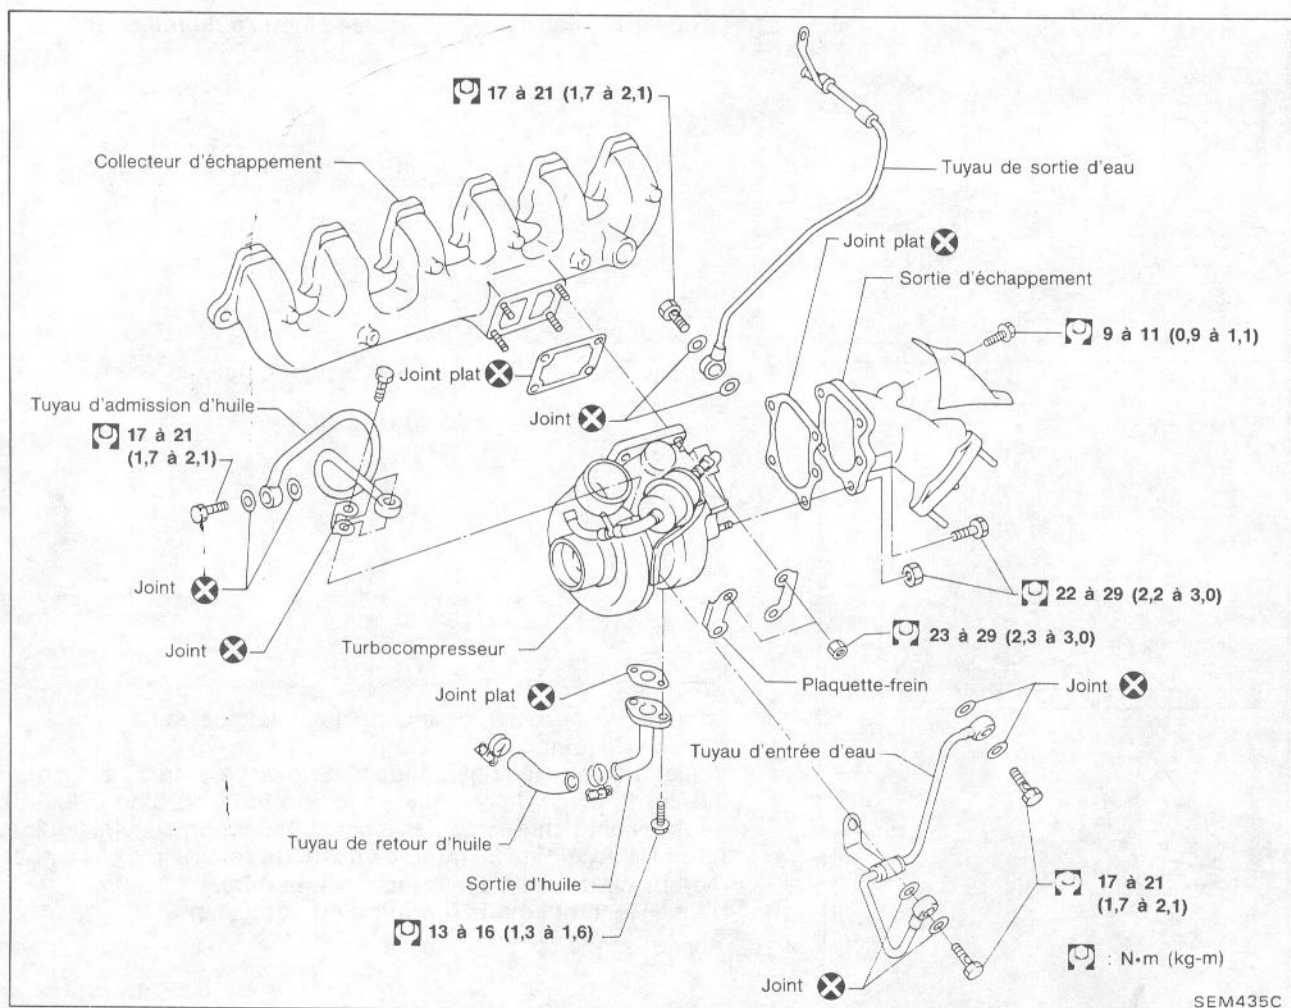 17 à 21 (1,7 à 2,1)
Collecteur d'échappement
Tuyau de sortie d'eau
Joint plat
Sortie d'échappement
9 à 11 (0,9 à 1,1)
Joint plat
Tuyau d'admission d'huile
17 à 21
(1,7 à 2,1)
Joint
Joint
22 à 29 (2,2 à 3,0)
23 à 29 (2,3 à 3,0)
Joint
Turbocompresseur
Plaquette-frein
Joint
Joint plat
Tuyau d'entrée d'eau
Tuyau de retour d'huile
Sortie d'huile
17 à 21
(1,7 à 2,1)
13 à 16 (1,3 à 1,6)
: N•m (kg-m)
Joint
SEM435C